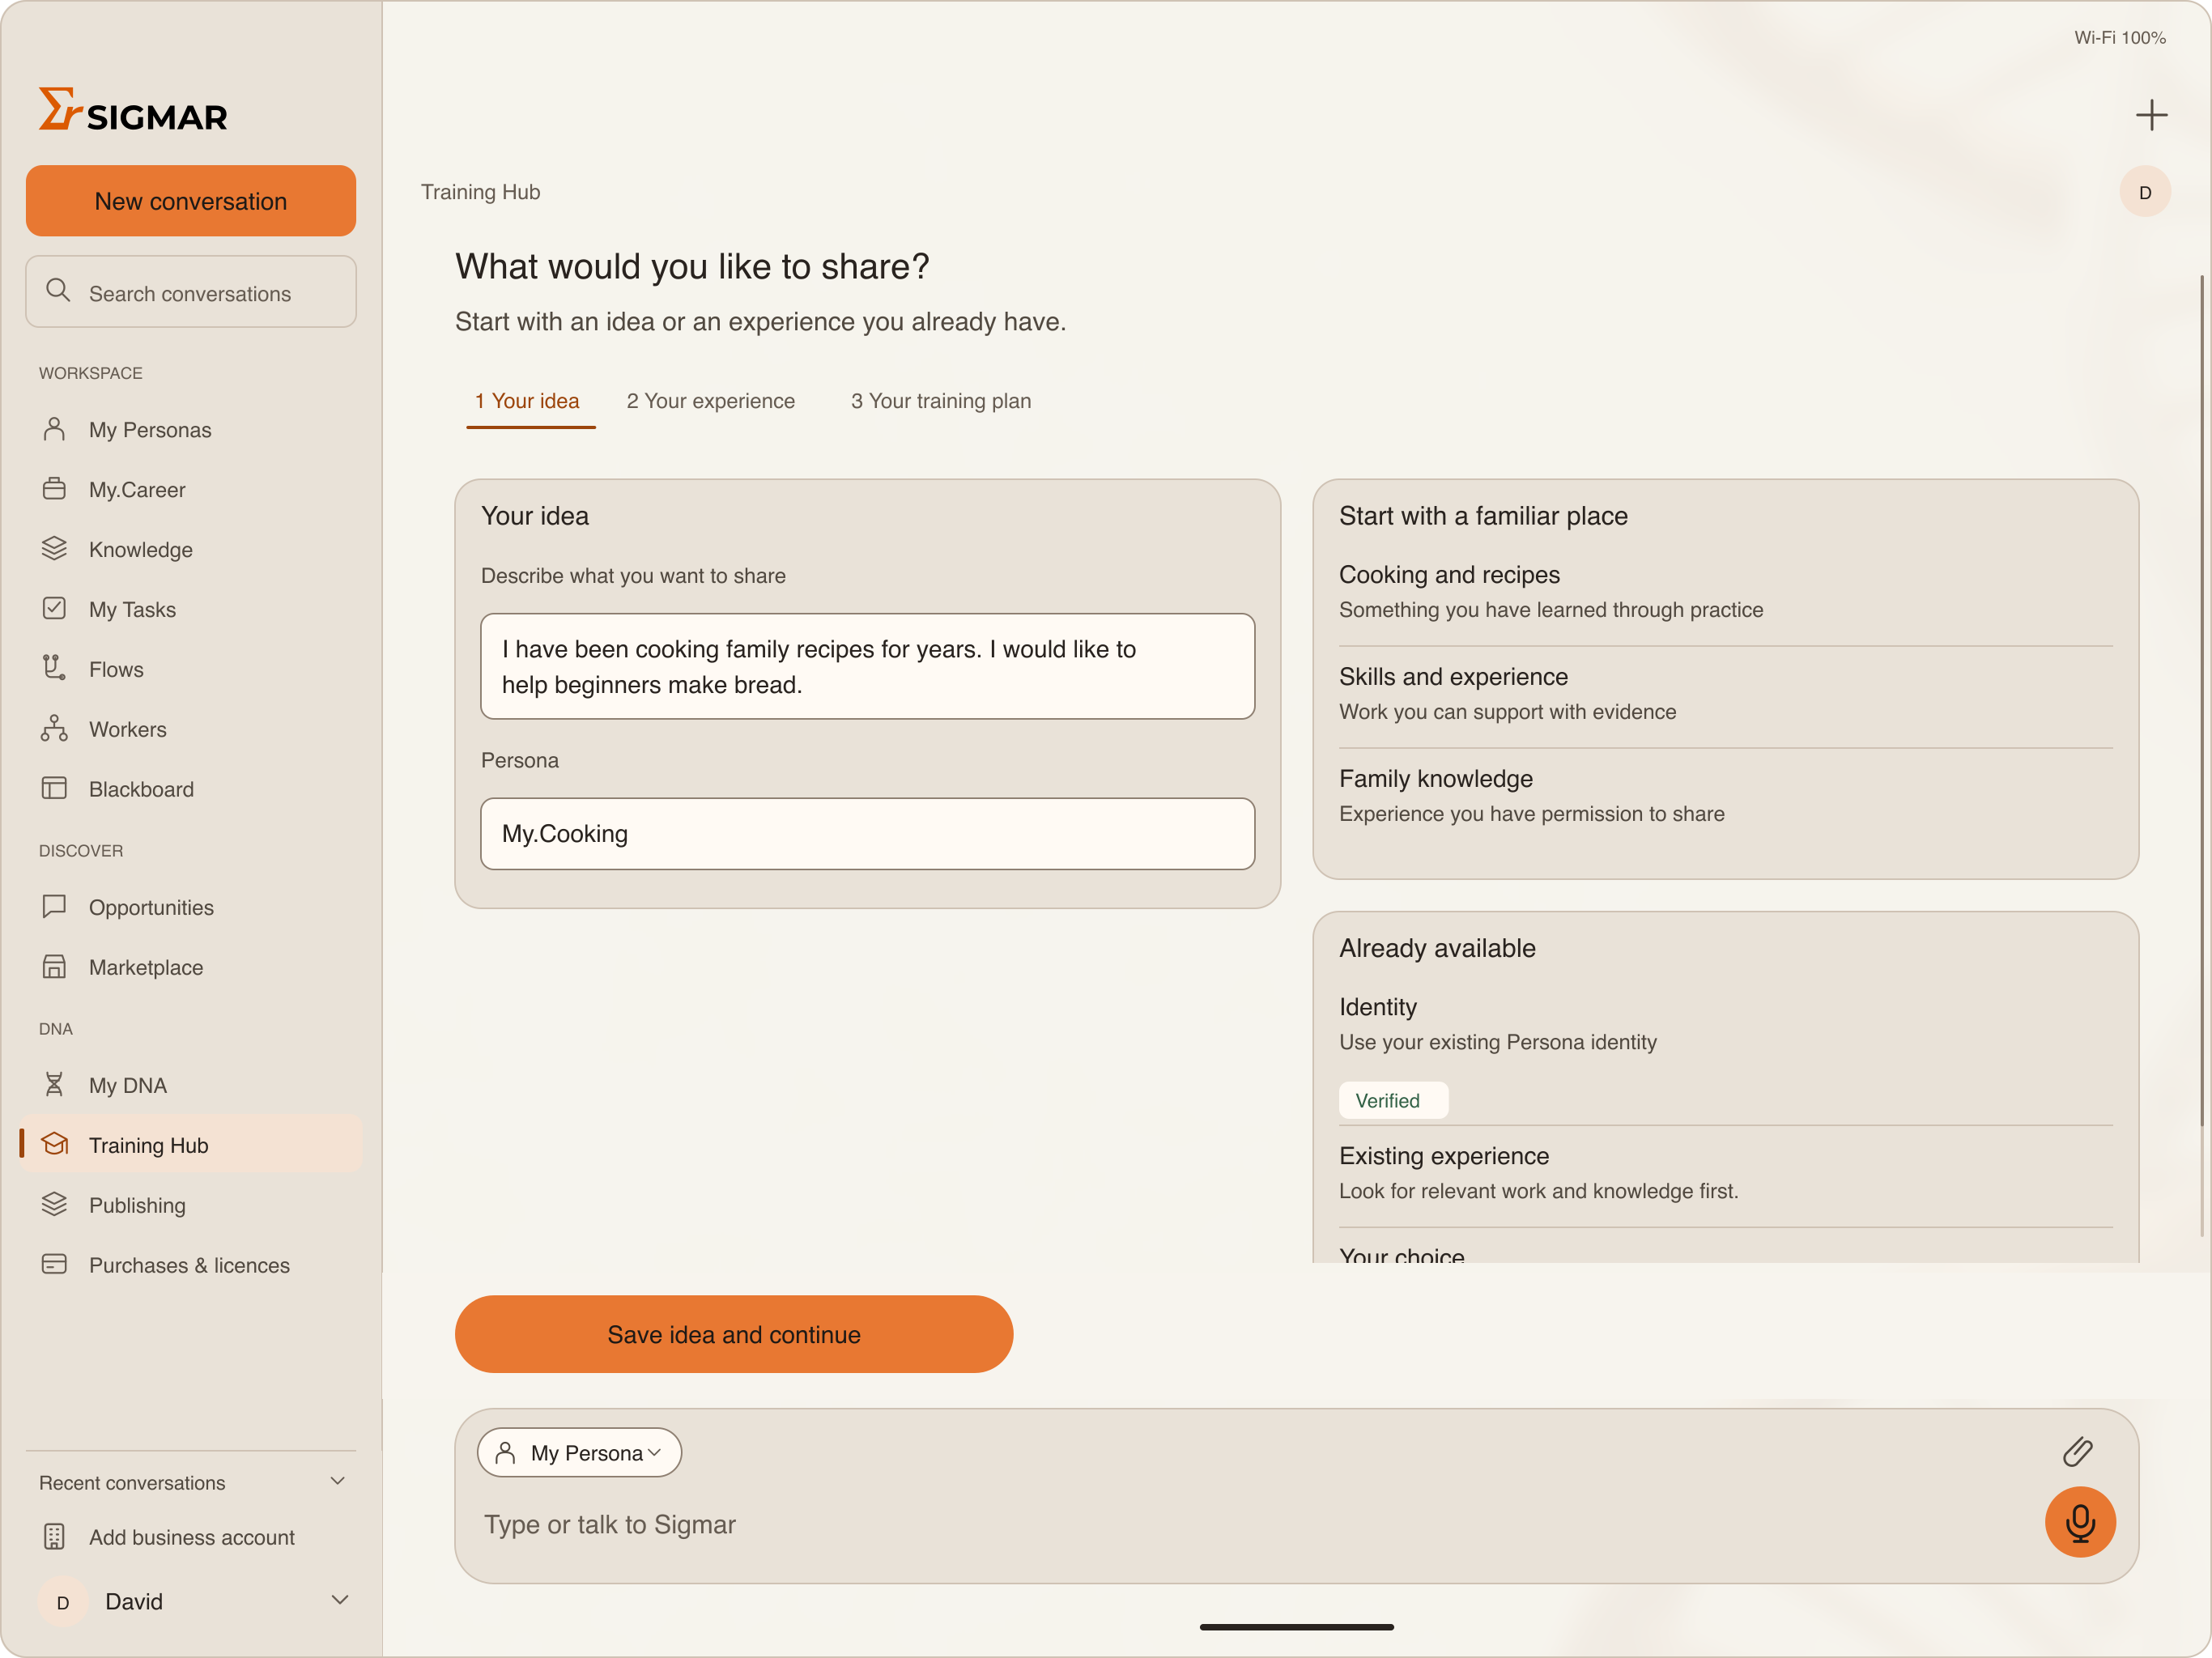 Wi-Fi 100%
Σr SIGMAR
New conversation
Search conversations
WORKSPACE
My Personas
My.Career
Knowledge
My Tasks
Flows
Workers
Blackboard
DISCOVER
Opportunities
Marketplace
DNA
My DNA
Training Hub
Publishing
Purchases & licences
Recent conversations
Add business account
D
David
Training Hub
D
What would you like to share?
Start with an idea or an experience you already have.
1 Your idea
2 Your experience
3 Your training plan
Your idea
Describe what you want to share
I have been cooking family recipes for years. I would like to
help beginners make bread.
Persona
My.Cooking
Start with a familiar place
Cooking and recipes
Something you have learned through practice
Skills and experience
Work you can support with evidence
Family knowledge
Experience you have permission to share
Already available
Identity
Use your existing Persona identity
Verified
Existing experience
Look for relevant work and knowledge first.
Your choice
Save idea and continue
My Persona
Type or talk to Sigmar